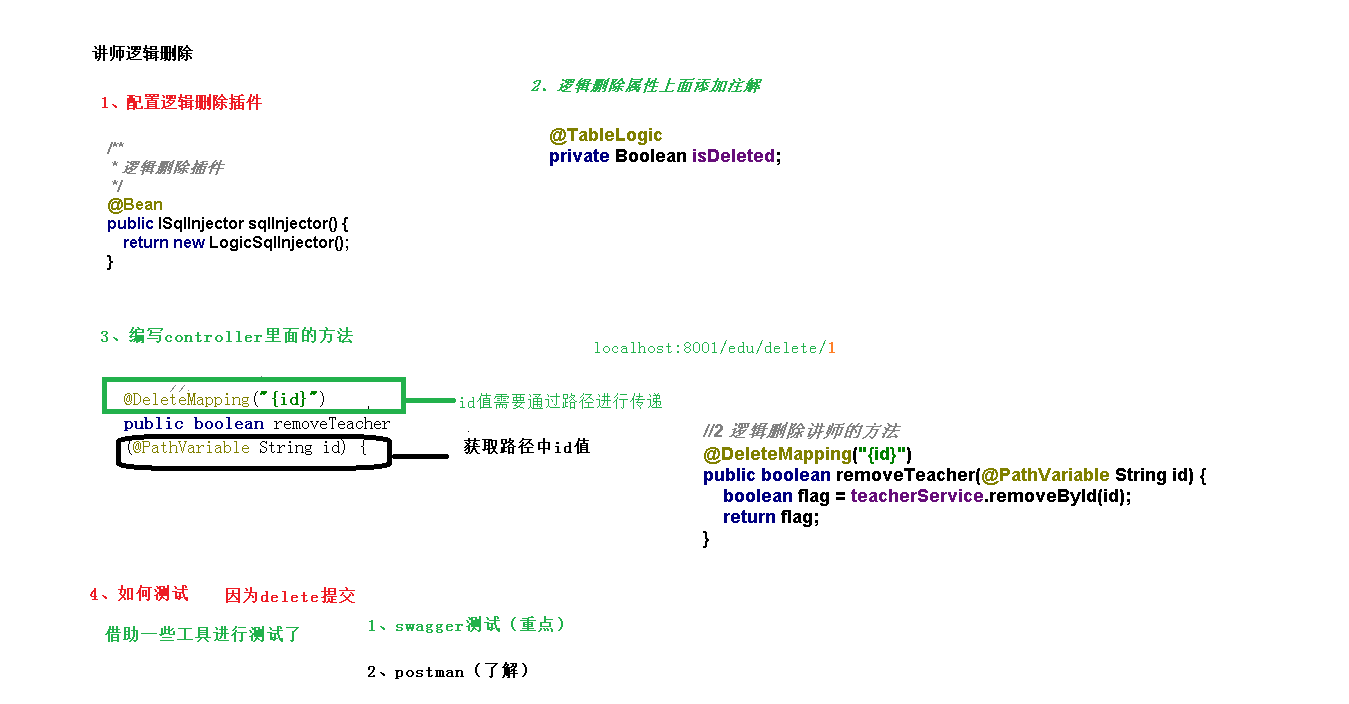 讲师逻辑删除
1、配置逻辑删除插件
/**
* 逻辑删除插件
*/
@Bean
public ISqlInjector sqlInjector() {
return new LogicSqlInjector();
}
2、逻辑删除属性上面添加注解
@TableLogic
private Boolean isDeleted;
3、编写controller里面的方法
localhost:8001/edu/delete/1
@DeleteMapping("{id}")
public boolean removeTeacher
(@PathVariable String id) {
id值需要通过路径进行传递
获取路径中id值
//2 逻辑删除讲师的方法
@DeleteMapping("{id}")
public boolean removeTeacher(@PathVariable String id) {
boolean flag = teacherService.removeById(id);
return flag;
}
4、如何测试 因为delete提交
借助一些工具进行测试了
1、swagger测试（重点）
2、postman（了解）